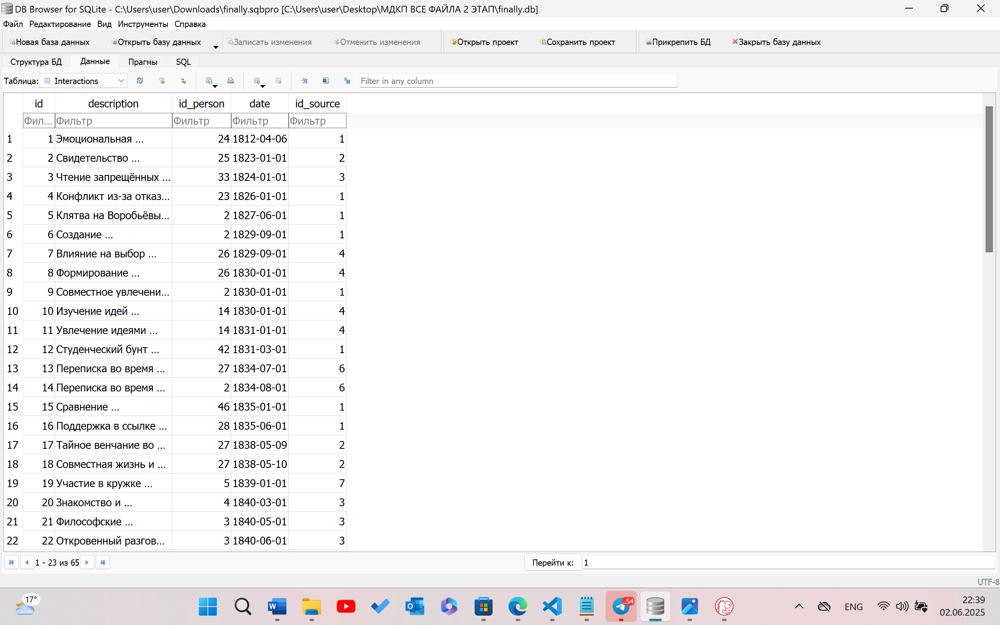 DB Browser for SQLite - C:\Users\user\Downloads\finally.sqbpro [C:\Users\user\Desktop\МДКП ВСЕ ФАЙЛА 2 ЭТАП\finally.db]
Файл Редактирование Вид Инструменты Справка
Новая база данных Открыть базу данных Записать изменения Отменить изменения Открыть проект Сохранить проект Прикрепить БД Закрыть базу данных
Структура БД Данные Прагмы SQL
Таблица: Interactions Filter in any column
id description id_person date id_source
Фил... Фильтр Фильтр Фильтр Фильтр
1 1 Эмоциональная ... 24 1812-04-06 1
2 2 Свидетельство ... 25 1823-01-01 2
3 3 Чтение запрещённых ... 33 1824-01-01 3
4 4 Конфликт из-за отказ... 23 1826-01-01 1
5 5 Клятва на Воробьёвы... 2 1827-06-01 1
6 6 Создание ... 2 1829-09-01 1
7 7 Влияние на выбор ... 26 1829-09-01 4
8 8 Формирование ... 26 1830-01-01 4
9 9 Совместное увлечени... 2 1830-01-01 1
10 10 Изучение идей ... 14 1830-01-01 4
11 11 Увлечение идеями ... 14 1831-01-01 4
12 12 Студенческий бунт ... 42 1831-03-01 1
13 13 Переписка во время ... 27 1834-07-01 6
14 14 Переписка во время ... 2 1834-08-01 6
15 15 Сравнение ... 46 1835-01-01 1
16 16 Поддержка в ссылке ... 28 1835-06-01 1
17 17 Тайное венчание во ... 27 1838-05-09 2
18 18 Совместная жизнь и ... 27 1838-05-10 2
19 19 Участие в кружке ... 5 1839-01-01 7
20 20 Знакомство и ... 4 1840-03-01 3
21 21 Философские ... 3 1840-05-01 3
22 22 Откровенный разгов... 3 1840-06-01 3
1 - 23 из 65 Перейти к: 1
UTF-8
17° ..54 ENG 22:39
02.06.2025